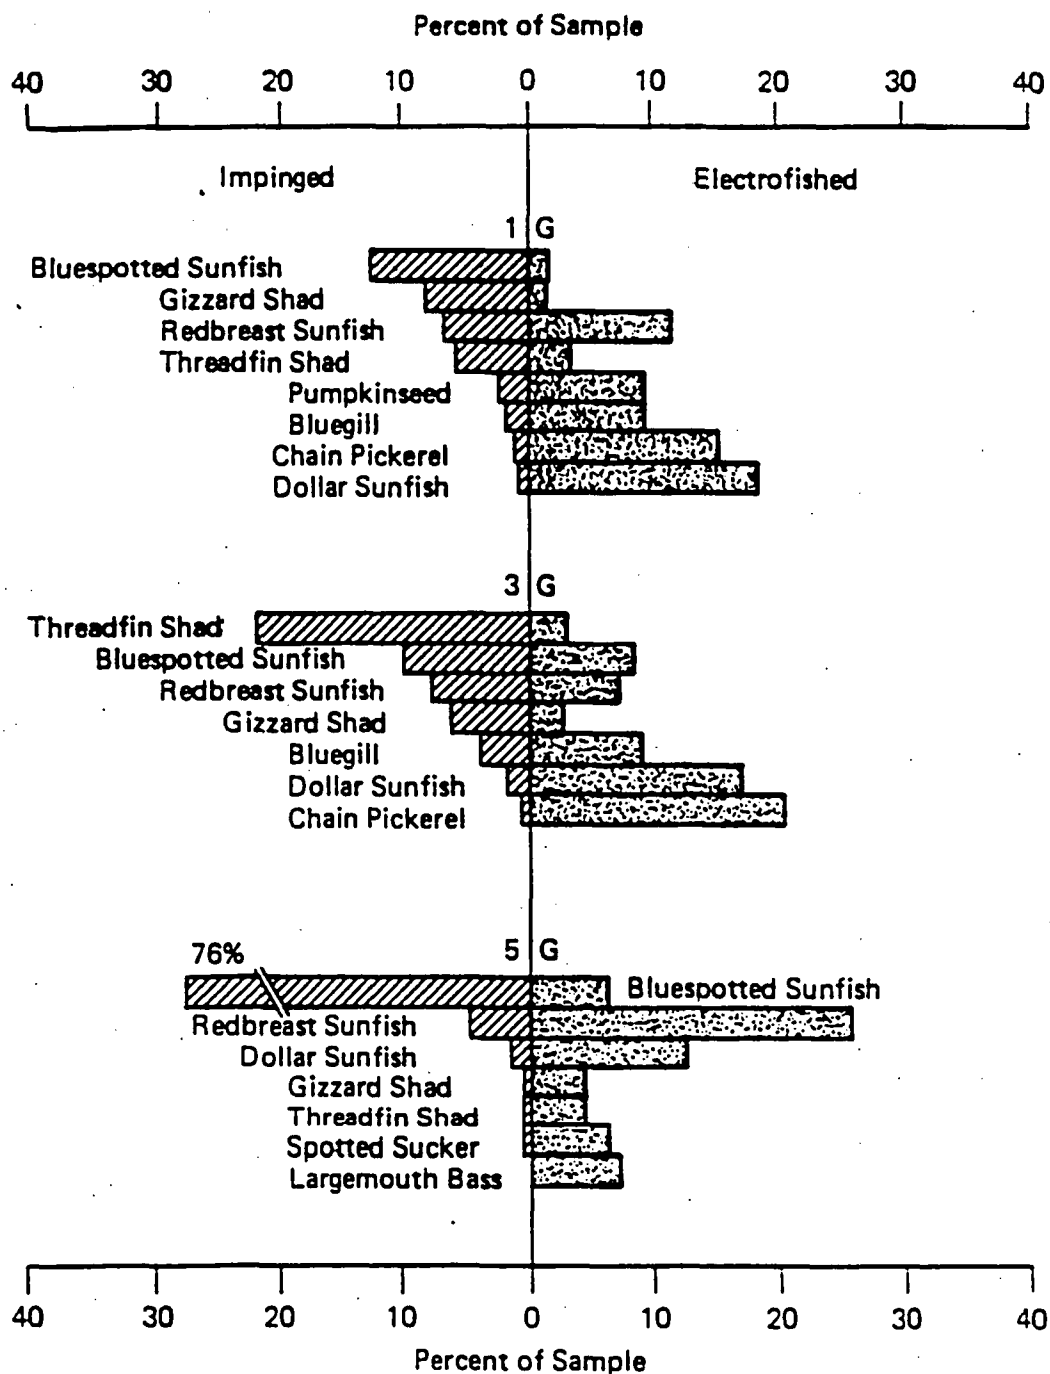 Percent of Sample
40 30 20 10 0 10 20 30 40
Impinged Electrofished
1 G
Bluespotted Sunfish
Gizzard Shad
Redbreast Sunfish
Threadfin Shad
Pumpkinseed
Bluegill
Chain Pickerel
Dollar Sunfish
3 G
Threadfin Shad
Bluespotted Sunfish
Redbreast Sunfish
Gizzard Shad
Bluegill
Dollar Sunfish
Chain Pickerel
76% 5 G
Bluespotted Sunfish
Redbreast Sunfish
Dollar Sunfish
Gizzard Shad
Threadfin Shad
Spotted Sucker
Largemouth Bass
40 30 20 10 0 10 20 30 40
Percent of Sample